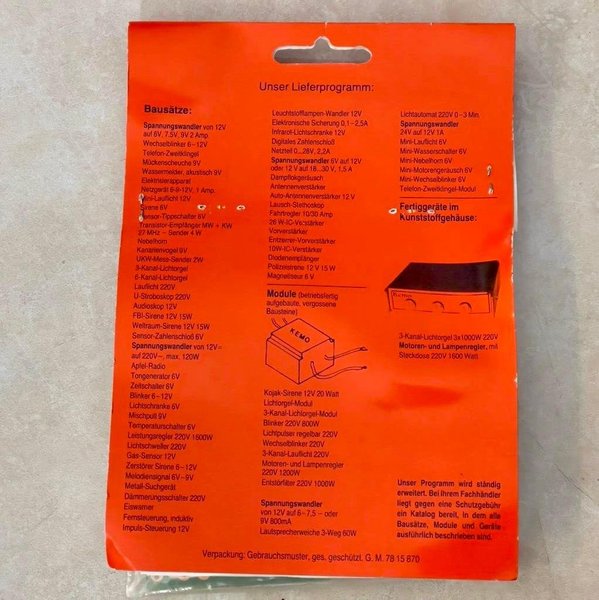 Unser Lieferprogramm:
Bausätze:
Spannungswandler von 12V
auf 6V, 7.5V, 9V 2 Amp.
Wechselblinker 6–12V
Telefon-Zweitklingel
Mückenscheuche 9V
Wassermelder, akustisch 9V
Elektrisierapparat
Netzgerät 6-9-12V, 1 Amp.
Mini-Lauflicht 12V
Sirene 6V
Sensor-Tippschalter 8V
Transistor-Empfänger MW + KW
27 MHz – Sender 4 W
Nebelhorn
Kanarienvogel 9V
UKW-Mess-Sender 2W
3-Kanal-Lichtorgel
6-Kanal-Lichtorgel
Lauflicht 220V
U-Stroboskop 220V
Audioskop 12V
FBI-Sirene 12V 15W
Weltraum-Sirene 12V 15W
Sensor-Zahlenschloß 6V
Spannungswandler von 12V=
auf 220V~, max. 120W
Apfel-Radio
Tongenerator 6V
Zeitschalter 6V
Blinker 6–12V
Lichtschranke 6V
Mischpult 9V
Temperaturschalter 6V
Leistungsregler 220V 1600W
Lichtschweller 220V
Gas-Sensor 12V
Zerstörer Sirene 6–12V
Melodiensignal 6V–9V
Metall-Suchgerät
Dämmerungsschalter 220V
Eiswarner
Fernsteuerung, induktiv
Impuls-Steuerung 12V
Leuchtstofflampen-Wandler 12V
Elektronische Sicherung 0,1–2,5A
Infrarot-Lichtschranke 12V
Digitales Zahlenschloß
Netzteil 0...28V, 2,2A
Spannungswandler 6V auf 12V
oder 12 V auf 18...30 V, 1,5 A
Dampflokgeräusch
Antennenverstärker
Auto-Antennenverstärker 12V
Lausch-Stethoskop
Fahrtregler 10/30 Amp
26 W-IC-Verstärker
Vorverstärker
Entzerrer-Vorverstärker
10W-IC-Verstärker
Diodenempfänger
Polizeisirene 12 V 15 W
Magneliseur 6 V
Module (betriebsfertig
aufgebaute, vergossene
Bausteine)
KEMO
Kojak-Sirene 12V 20 Watt
Lichtorgel-Modul
3-Kanal-Lichtorgel-Modul
Blinker 220V 800W
Lichtpulser regelbar 220V
Wechselblinker 220V
3-Kanal-Lauflicht 220V
Motoren- und Lampenregler
220V 1200W
Entstörfilter 220V 1000W
Spannungswandler
von 12V auf 6–7,5 – oder
9V 800mA
Lautsprecherweiche 3-Weg 60W
Lichtautomat 220V 0–3 Min.
Spannungswandler
24V auf 12V 1A
Mini-Lauflicht 6V
Mini-Wasserschalter 6V
Mini-Nebelhorn 6V
Mini-Motorengeräusch 6V
Mini-Wechselblinker 6V
Telefon-Zweitklingel-Modul
Fertiggeräte im
Kunststoffgehäuse:
Kemo
3-Kanal-Lichtorgel 3x1000W 220V
Motoren- und Lampenregler, mit
Steckdose 220V 1600 Watt
Unser Programm wird ständig
erweitert. Bei Ihrem Fachhändler
liegt gegen eine Schutzgebühr
ein Katalog bereit, in dem alle
Bausätze, Module und Geräte
ausführlich beschrieben sind.
Verpackung: Gebrauchsmuster, ges. geschützt. G. M. 78 15 870